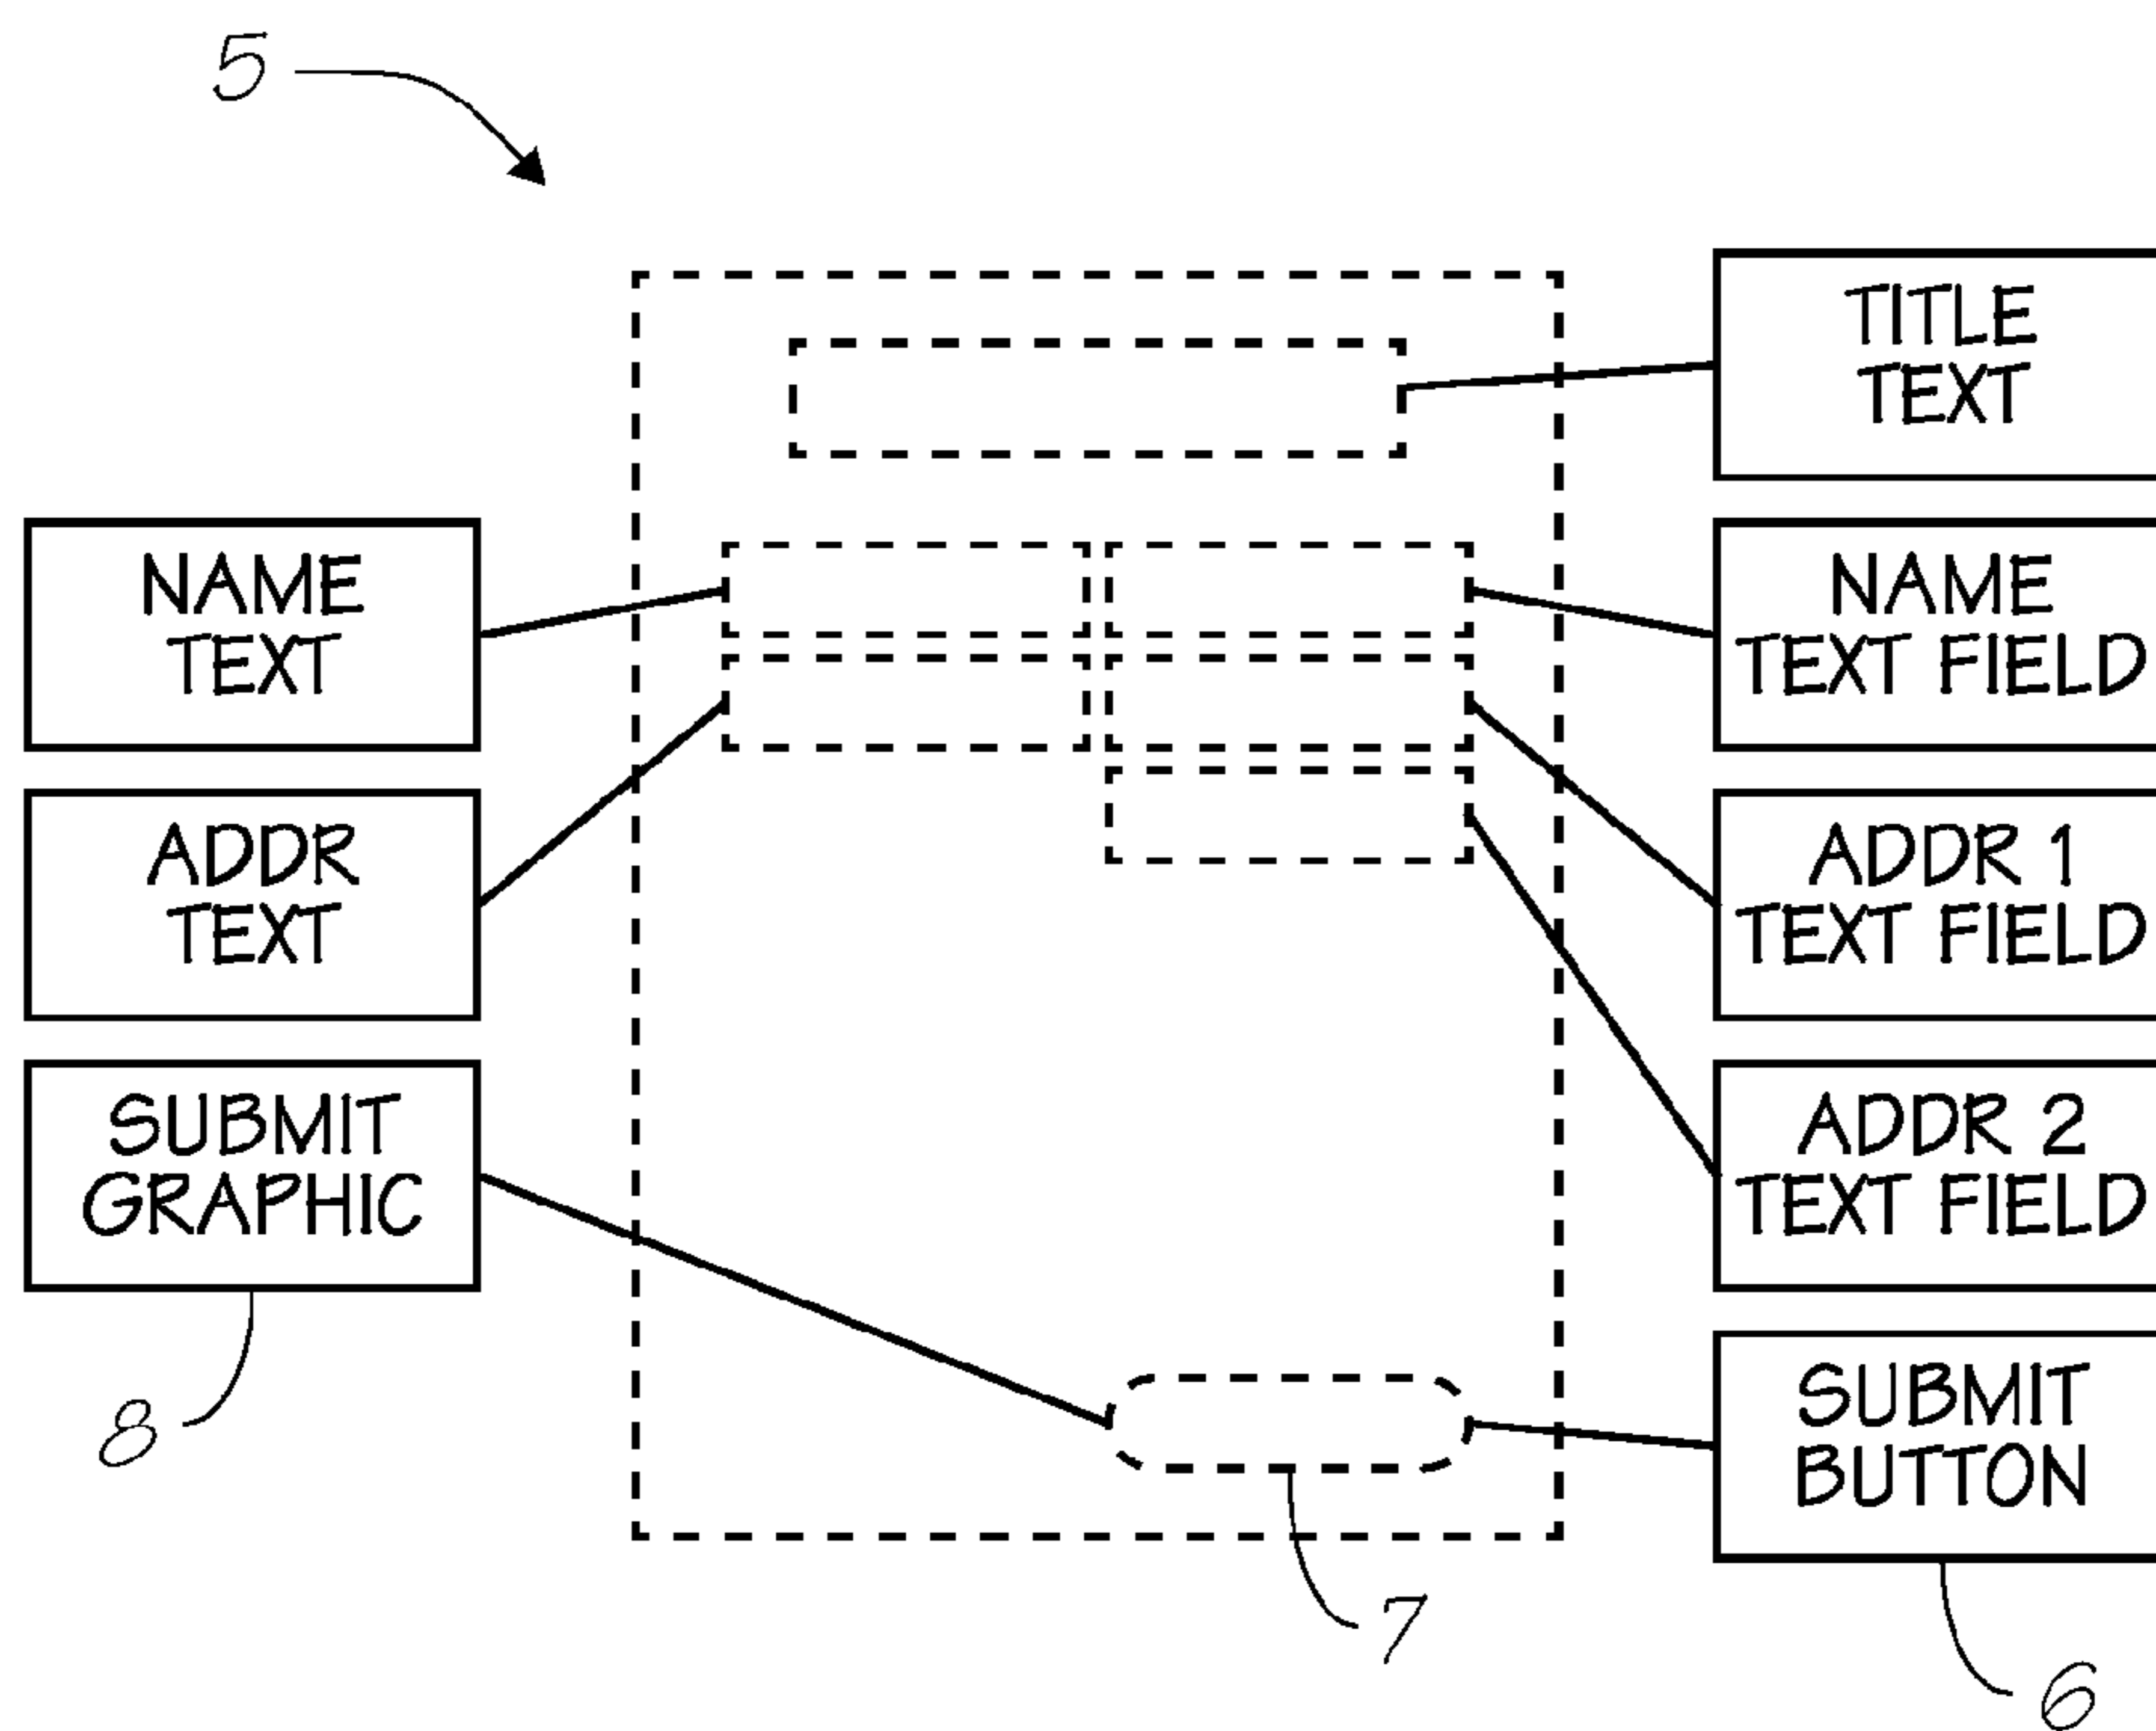 5
TITLE
TEXT
NAME
TEXT
NAME
TEXT FIELD
ADDR
TEXT
ADDR 1
TEXT FIELD
SUBMIT
GRAPHIC
ADDR 2
TEXT FIELD
SUBMIT
BUTTON
8
7
6